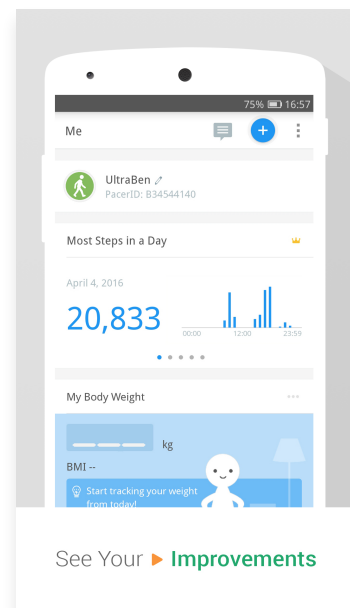 75% 16:57
Me
UltraBen
PacerID: B34544140
Most Steps in a Day
April 4, 2016
20,833
00:00 12:00 23:59
My Body Weight
kg
BMI --
Start tracking your weight
from today!
See Your Improvements